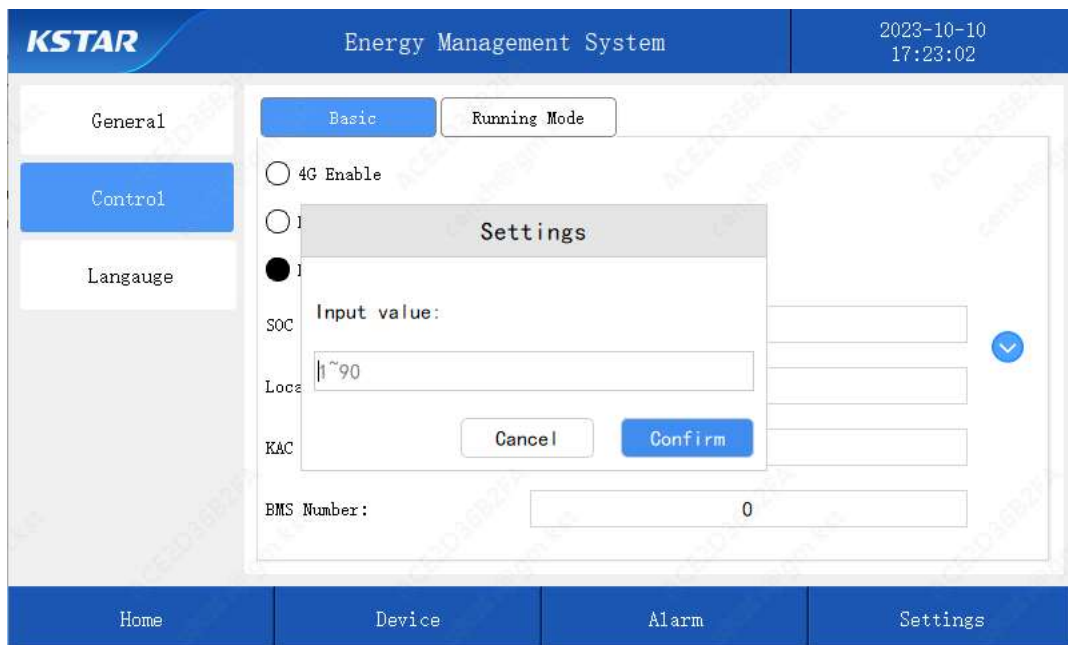 KSTAR
Energy Management System
2023-10-10
17:23:02
General
Control
Langauge
Basic
Running Mode
4G Enable
Settings
Input value:
1~90
Cancel
Confirm
SOC
Loca
KAC
BMS Number:
0
Home
Device
Alarm
Settings